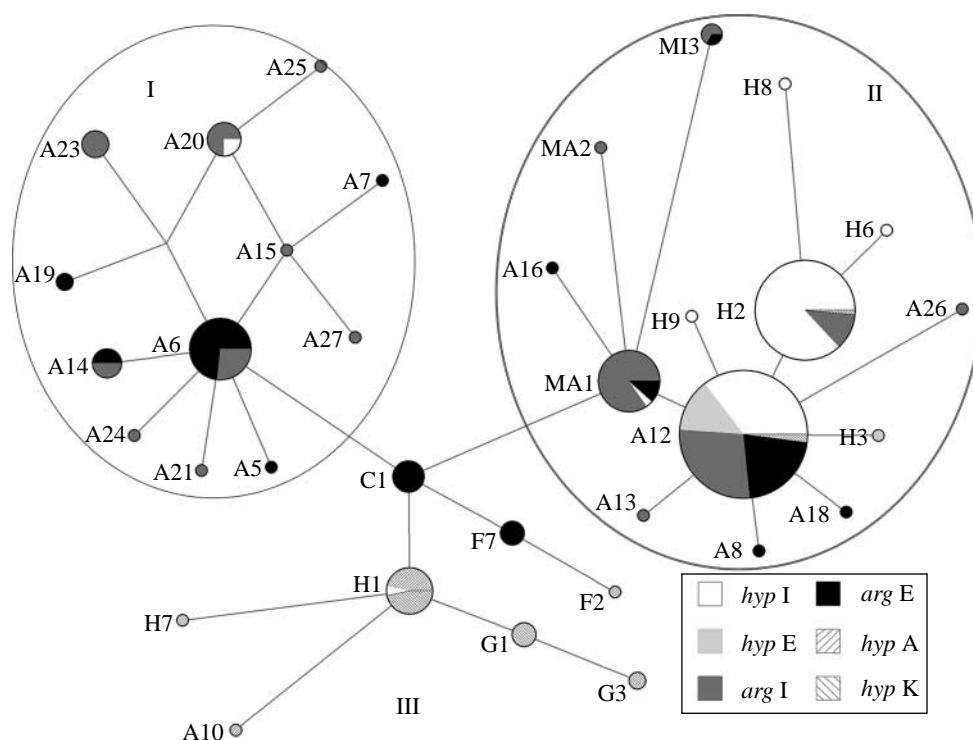 MI3
I
A25
H8
II
A23
A20
MA2
A7
H6
A15
A16
A19
H2
A26
H9
A6
A27
A14
MA1
A12
H3
A24
A21
A5
C1
A13
A18
F7
A8
H1
F2
hyp I
arg E
H7
G1
hyp E
hyp A
G3
arg I
hyp K
A10
III